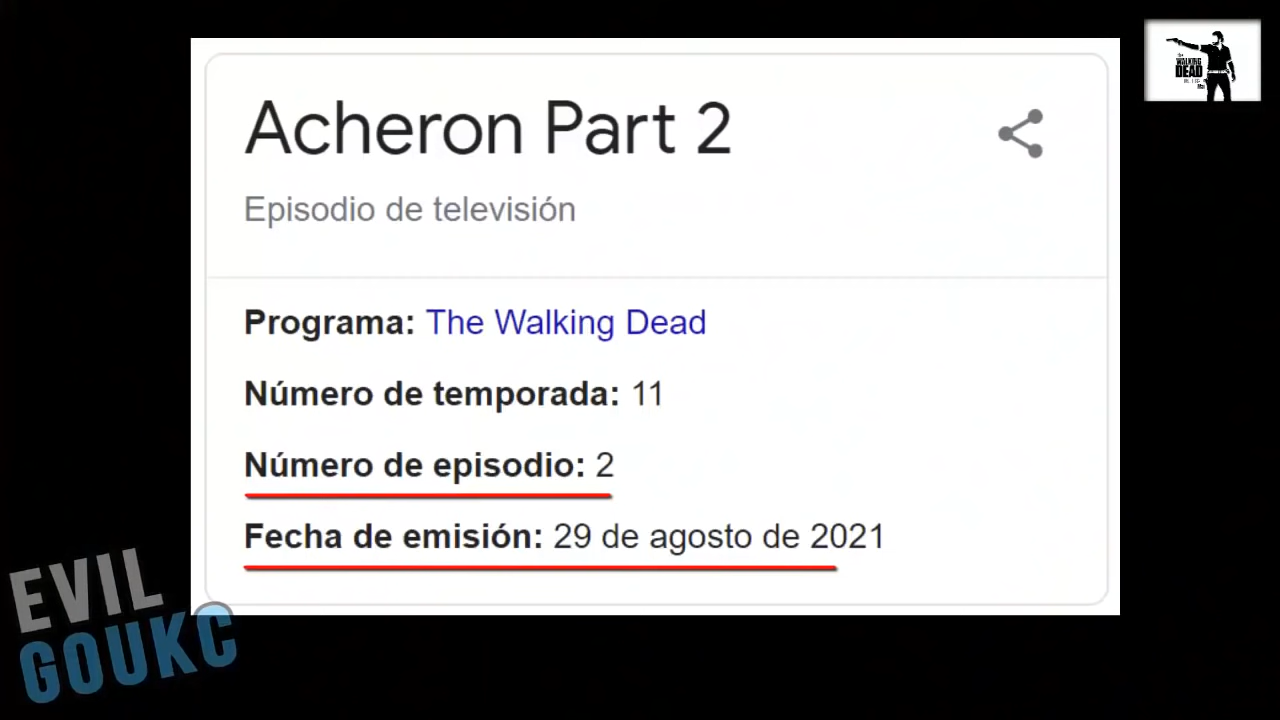 Acheron Part 2
Episodio de televisión
Programa: The Walking Dead
Número de temporada: 11
Número de episodio: 2
Fecha de emisión: 29 de agosto de 2021
THE
WALKING
DEAD
EVIL
GOUKC